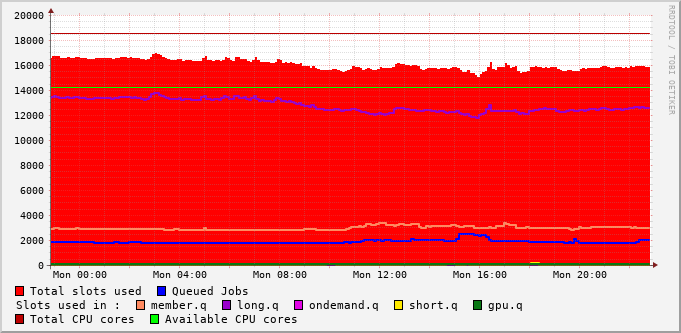 20000
18000
16000
14000
12000
10000
8000
6000
4000
2000
0
Mon 00:00 Mon 04:00 Mon 08:00 Mon 12:00 Mon 16:00 Mon 20:00
RRDTOOL / TOBI OETIKER
Total slots used Queued Jobs
Slots used in : member.q long.q ondemand.q short.q gpu.q
Total CPU cores Available CPU cores